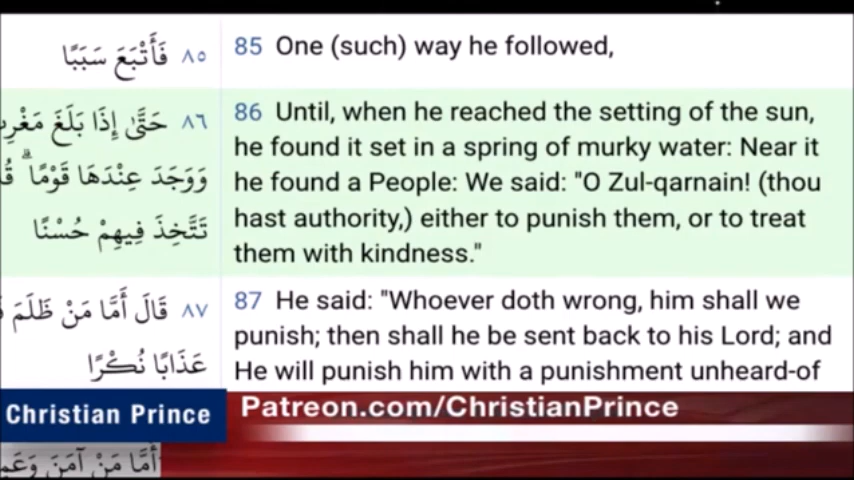 ٨٥ فَأَتْبَعَ سَبَبًا
85 One (such) way he followed,
٨٦ حَتَّىٰ إِذَا بَلَغَ
وَوَجَدَ عِنْدَهَا قَوْمًا ۗ
تَتَّخِذَ فِيهِمْ حُسْنًا
86 Until, when he reached the setting of the sun,
he found it set in a spring of murky water: Near it
he found a People: We said: "O Zul-qarnain! (thou
hast authority,) either to punish them, or to treat
them with kindness."
٨٧ قَالَ أَمَّا مَنْ ظَلَمَ
عَذَابًا نُكْرًا
87 He said: "Whoever doth wrong, him shall we
punish; then shall he be sent back to his Lord; and
He will punish him with a punishment unheard-of
Christian Prince
Patreon.com/ChristianPrince
أَمَّا مَنْ آمَنَ